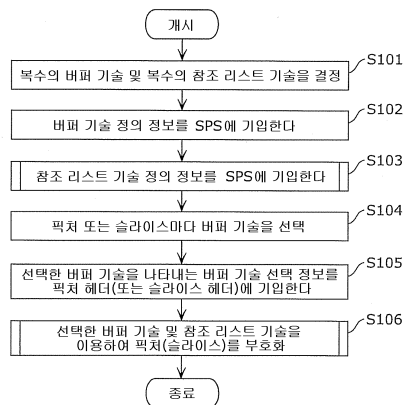 개시
S101
복수의 버퍼 기술 및 복수의 참조 리스트 기술을 결정
S102
버퍼 기술 정의 정보를 SPS에 기입한다
S103
참조 리스트 기술 정의 정보를 SPS에 기입한다
S104
픽처 또는 슬라이스마다 버퍼 기술을 선택
S105
선택한 버퍼 기술을 나타내는 버퍼 기술 선택 정보를
픽처 헤더(또는 슬라이스 헤더)에 기입한다
S106
선택한 버퍼 기술 및 참조 리스트 기술을
이용하여 픽처(슬라이스)를 부호화
종료